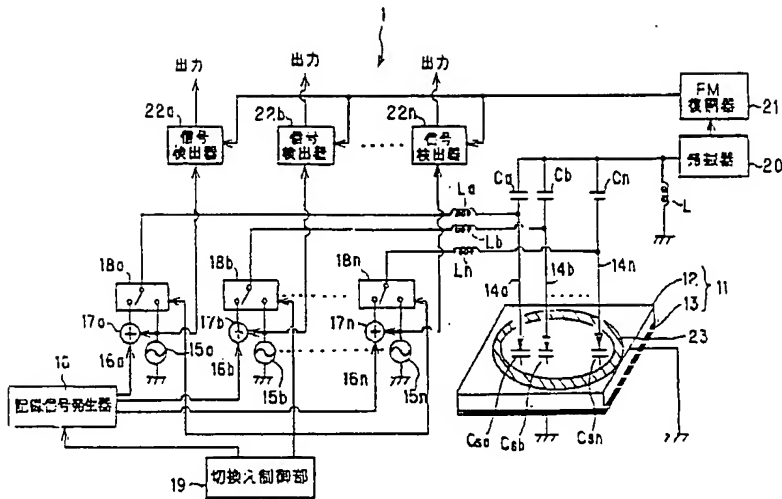 1
出力
出力
出力
22a
22b
22n
信号
検出器
信号
検出器
信号
検出器
FM
復調器
21
発振器
20
Ca
Cb
Cn
L
La
Lb
Ln
18a
18b
18n
14a
14b
14n
12
13
11
23
17a
17b
17n
15a
15b
15n
16a
16b
16n
記録信号発生器
Csa
Csb
Csn
19
切換え制御部